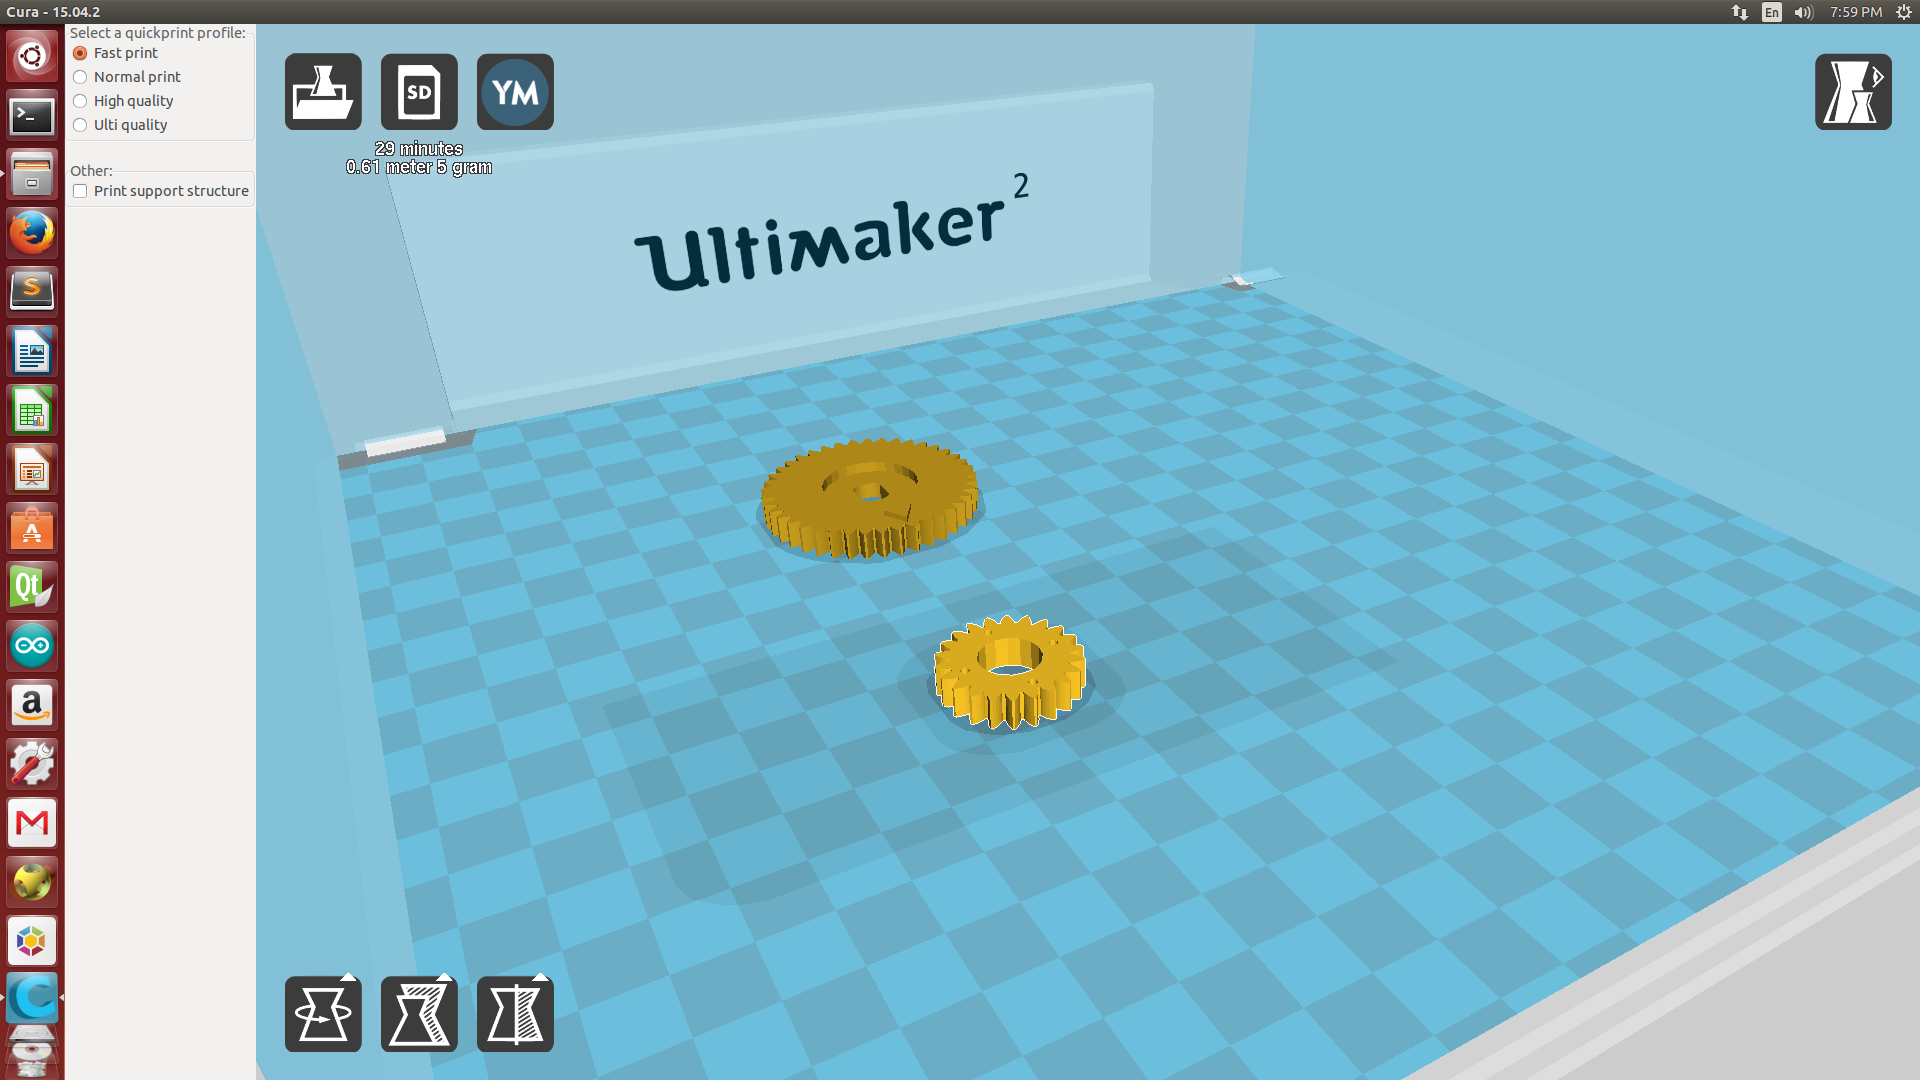 Cura - 15.04.2
En
7:59 PM
Select a quickprint profile:
Fast print
Normal print
High quality
Ulti quality
Other:
Print support structure
SD
YM
29 minutes
0.61 meter 5 gram
Ultimaker 2
>_
S
A
Qt
a
C